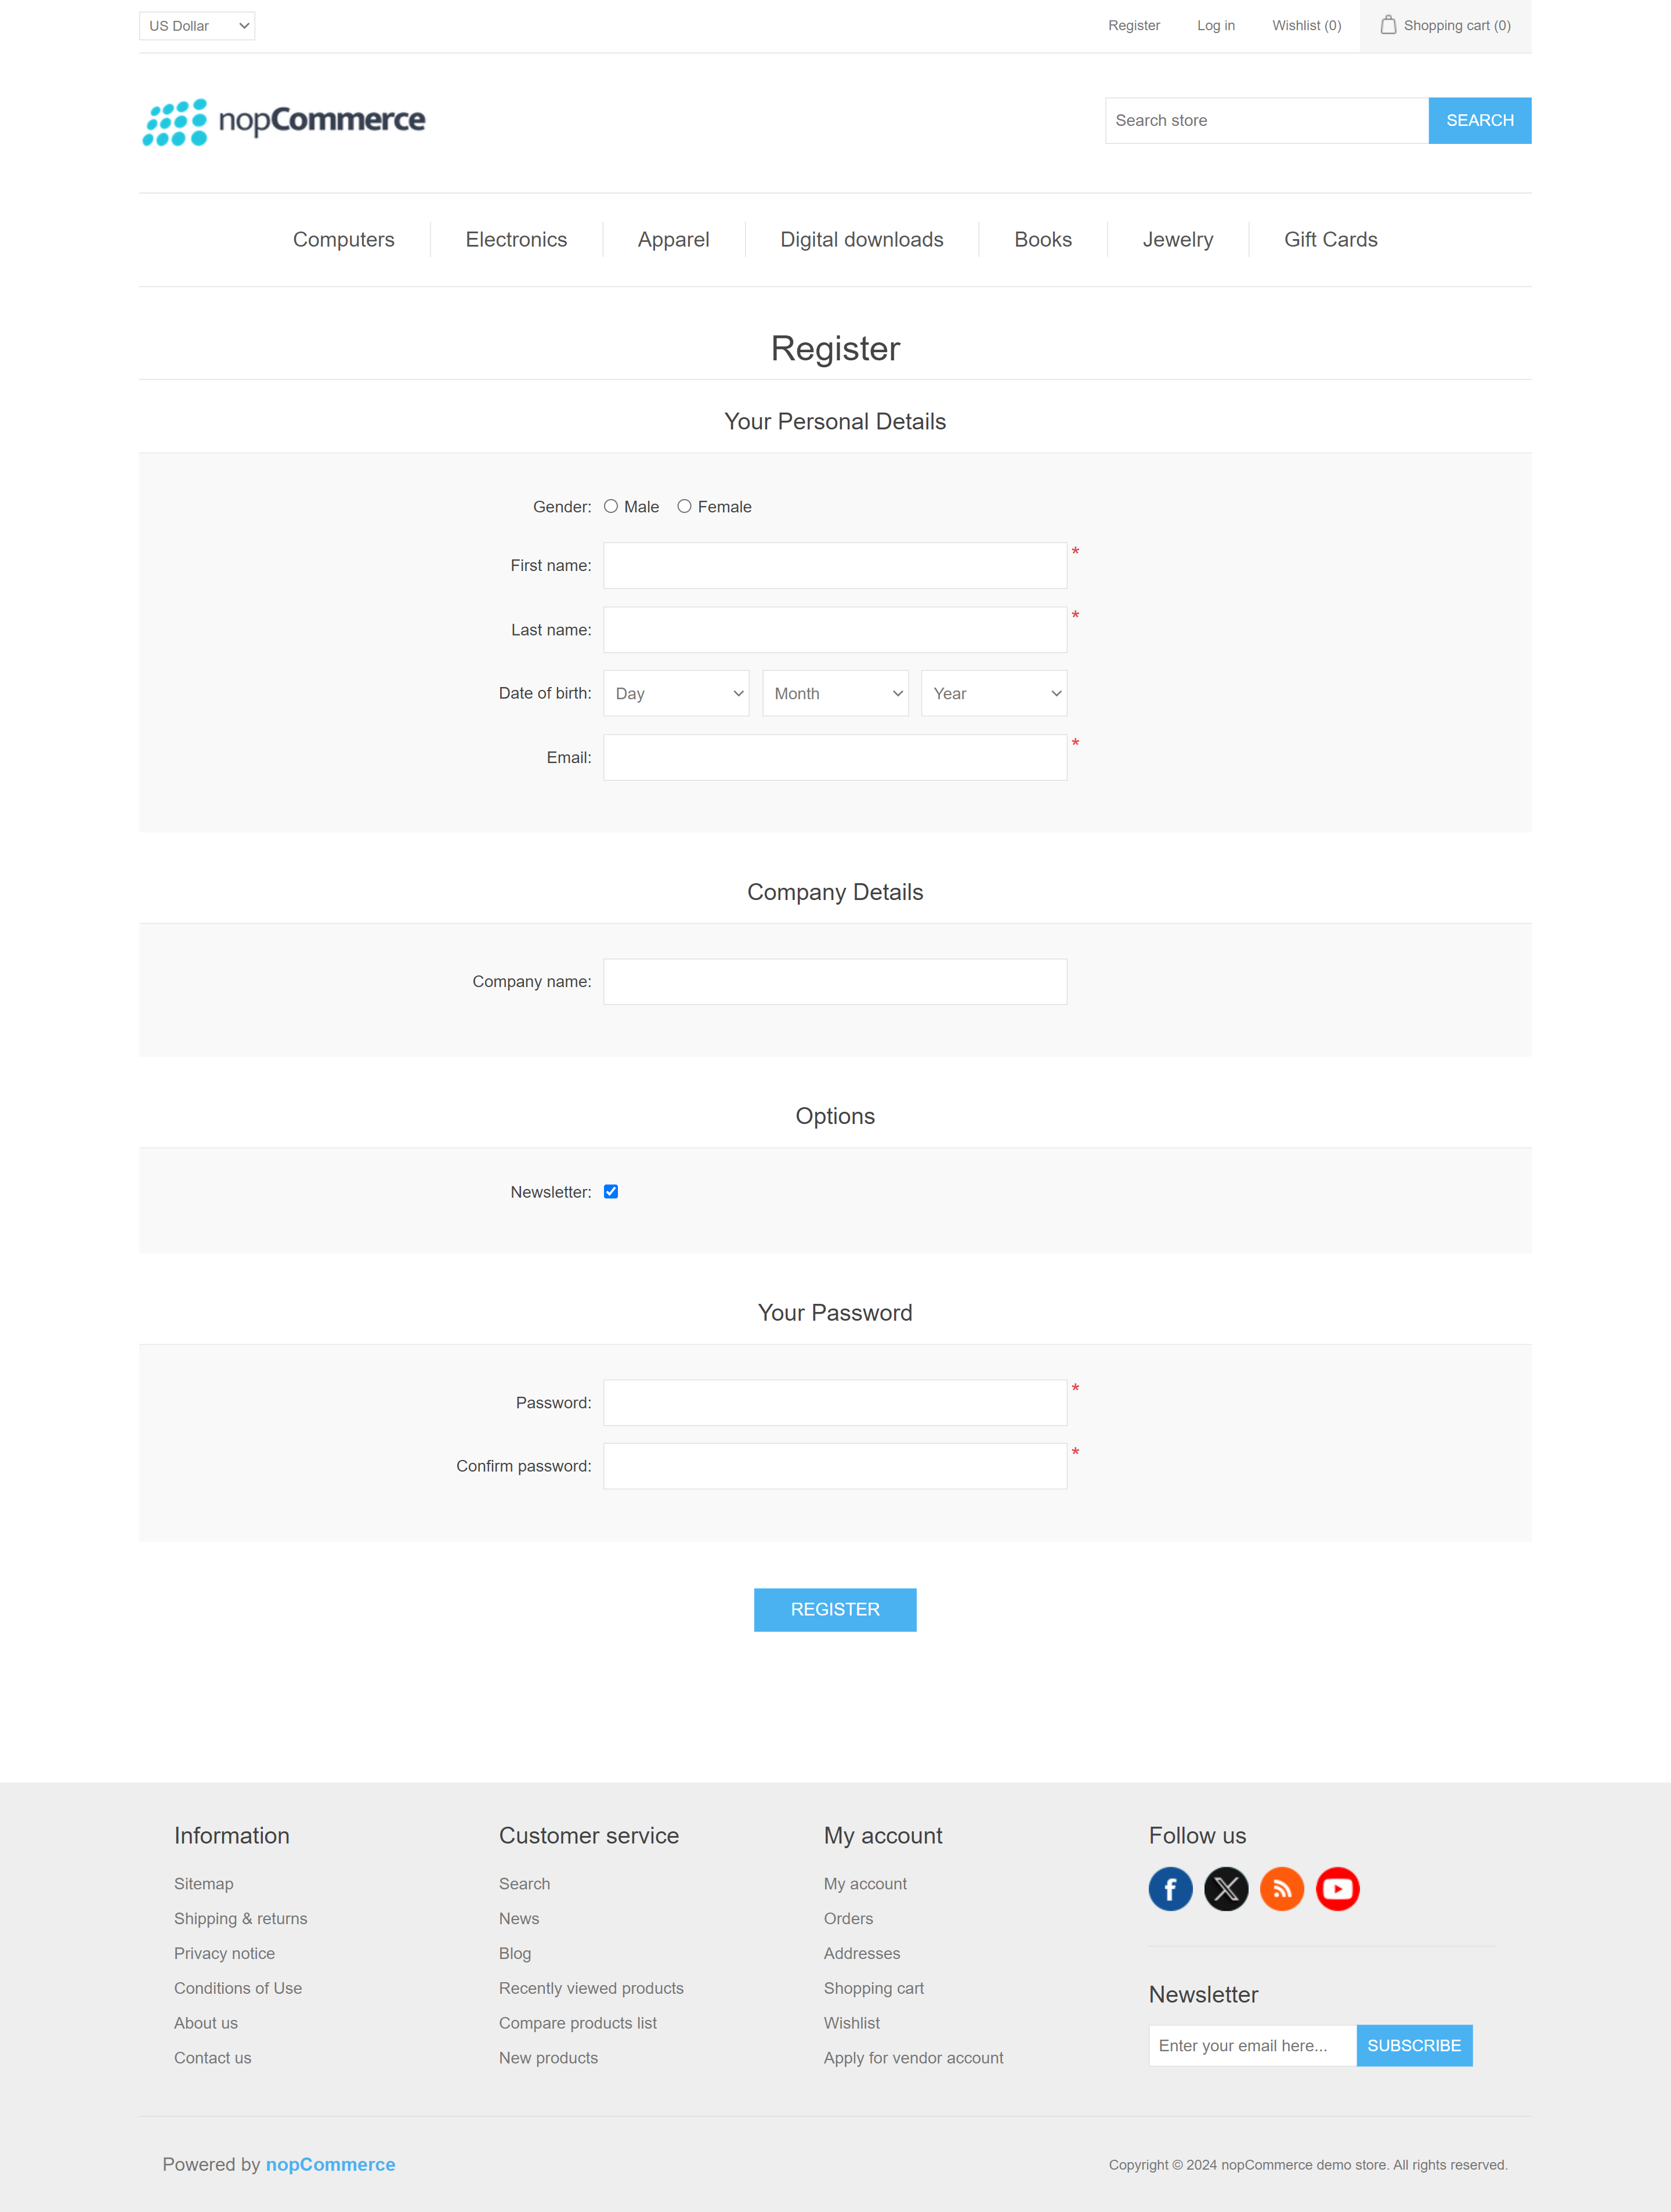 US Dollar
Register Log in Wishlist (0) Shopping cart (0)
nopCommerce
Search store SEARCH
Computers Electronics Apparel Digital downloads Books Jewelry Gift Cards
Register
Your Personal Details
Gender: Male Female
First name: *
Last name: *
Date of birth: Day Month Year
Email: *
Company Details
Company name:
Options
Newsletter:
Your Password
Password: *
Confirm password: *
REGISTER
Information
Sitemap
Shipping & returns
Privacy notice
Conditions of Use
About us
Contact us
Customer service
Search
News
Blog
Recently viewed products
Compare products list
New products
My account
My account
Orders
Addresses
Shopping cart
Wishlist
Apply for vendor account
Follow us
Newsletter
Enter your email here... SUBSCRIBE
Powered by nopCommerce
Copyright © 2024 nopCommerce demo store. All rights reserved.